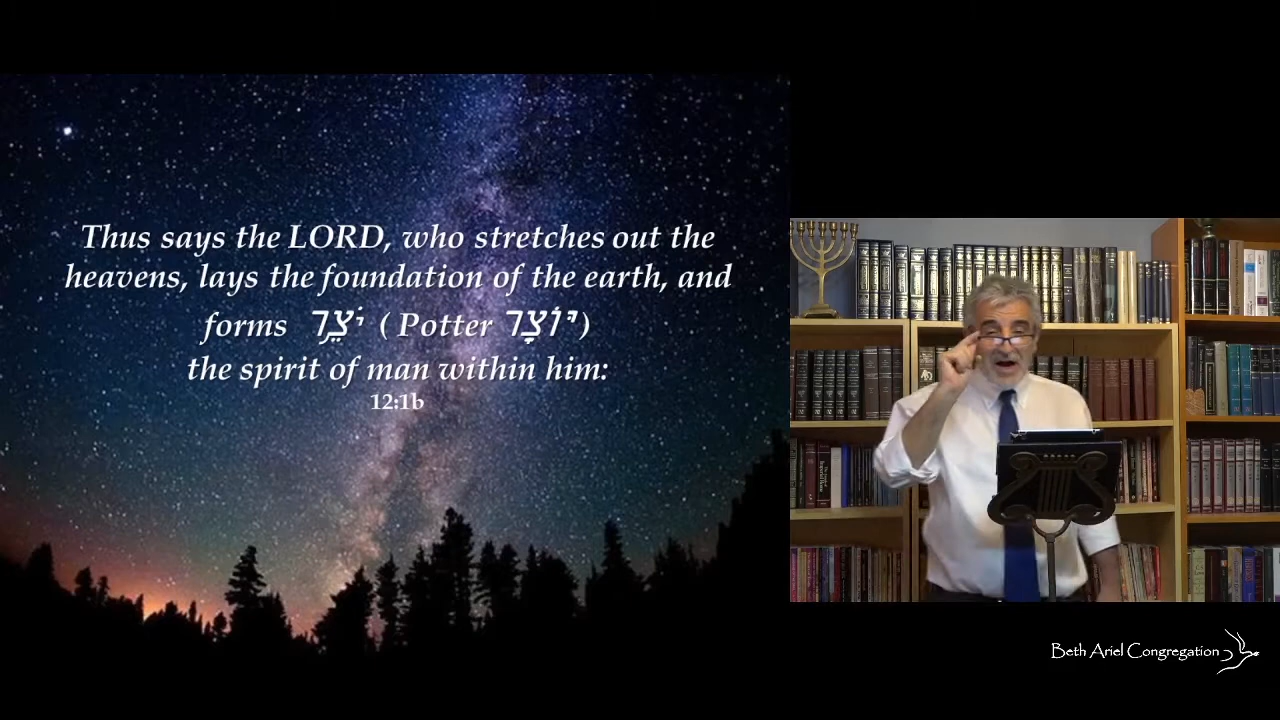 Thus says the LORD, who stretches out the
heavens, lays the foundation of the earth, and
forms יֹצֵר ( Potter יוֹצָר )
the spirit of man within him:
12:1b
Beth Ariel Congregation